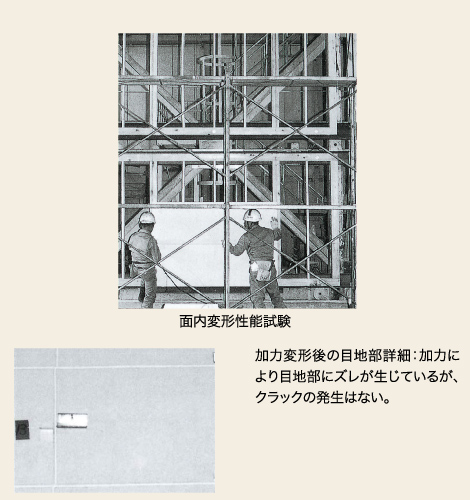 面内変形性能試験
加力変形後の目地部詳細：加力に
より目地部にズレが生じているが、
クラックの発生はない。